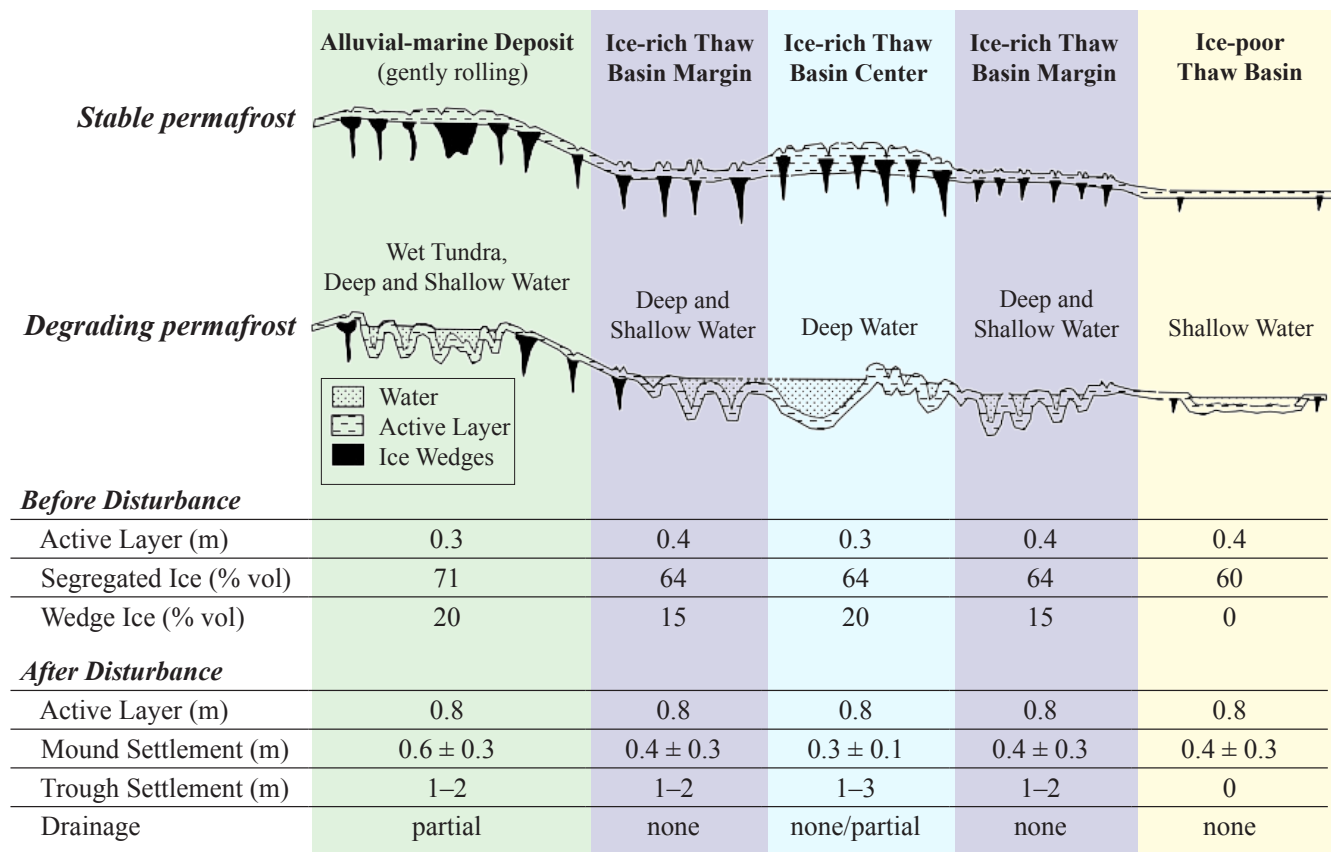 Alluvial-marine Deposit
(gently rolling)
Ice-rich Thaw
Basin Margin
Ice-rich Thaw
Basin Center
Ice-rich Thaw
Basin Margin
Ice-poor
Thaw Basin
Stable permafrost
Wet Tundra,
Deep and Shallow Water
Deep and
Shallow Water
Deep Water
Deep and
Shallow Water
Shallow Water
Degrading permafrost
Water
Active Layer
Ice Wedges
Before Disturbance
Active Layer (m) 0.3 0.4 0.3 0.4 0.4
Segregated Ice (% vol) 71 64 64 64 60
Wedge Ice (% vol) 20 15 20 15 0
After Disturbance
Active Layer (m) 0.8 0.8 0.8 0.8 0.8
Mound Settlement (m) 0.6 ± 0.3 0.4 ± 0.3 0.3 ± 0.1 0.4 ± 0.3 0.4 ± 0.3
Trough Settlement (m) 1–2 1–2 1–3 1–2 0
Drainage partial none none/partial none none